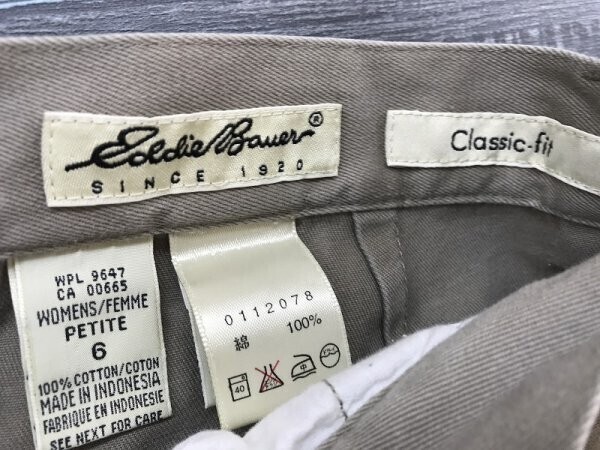 Eddie Bauer®
SINCE 1920
Classic-fit
WPL 9647
CA 00665
WOMENS/FEMME
PETITE
6
100% COTTON/COTON
MADE IN INDONESIA
FABRIQUE EN INDONESIE
SEE NEXT FOR CARE
0112078
綿 100%
40
中